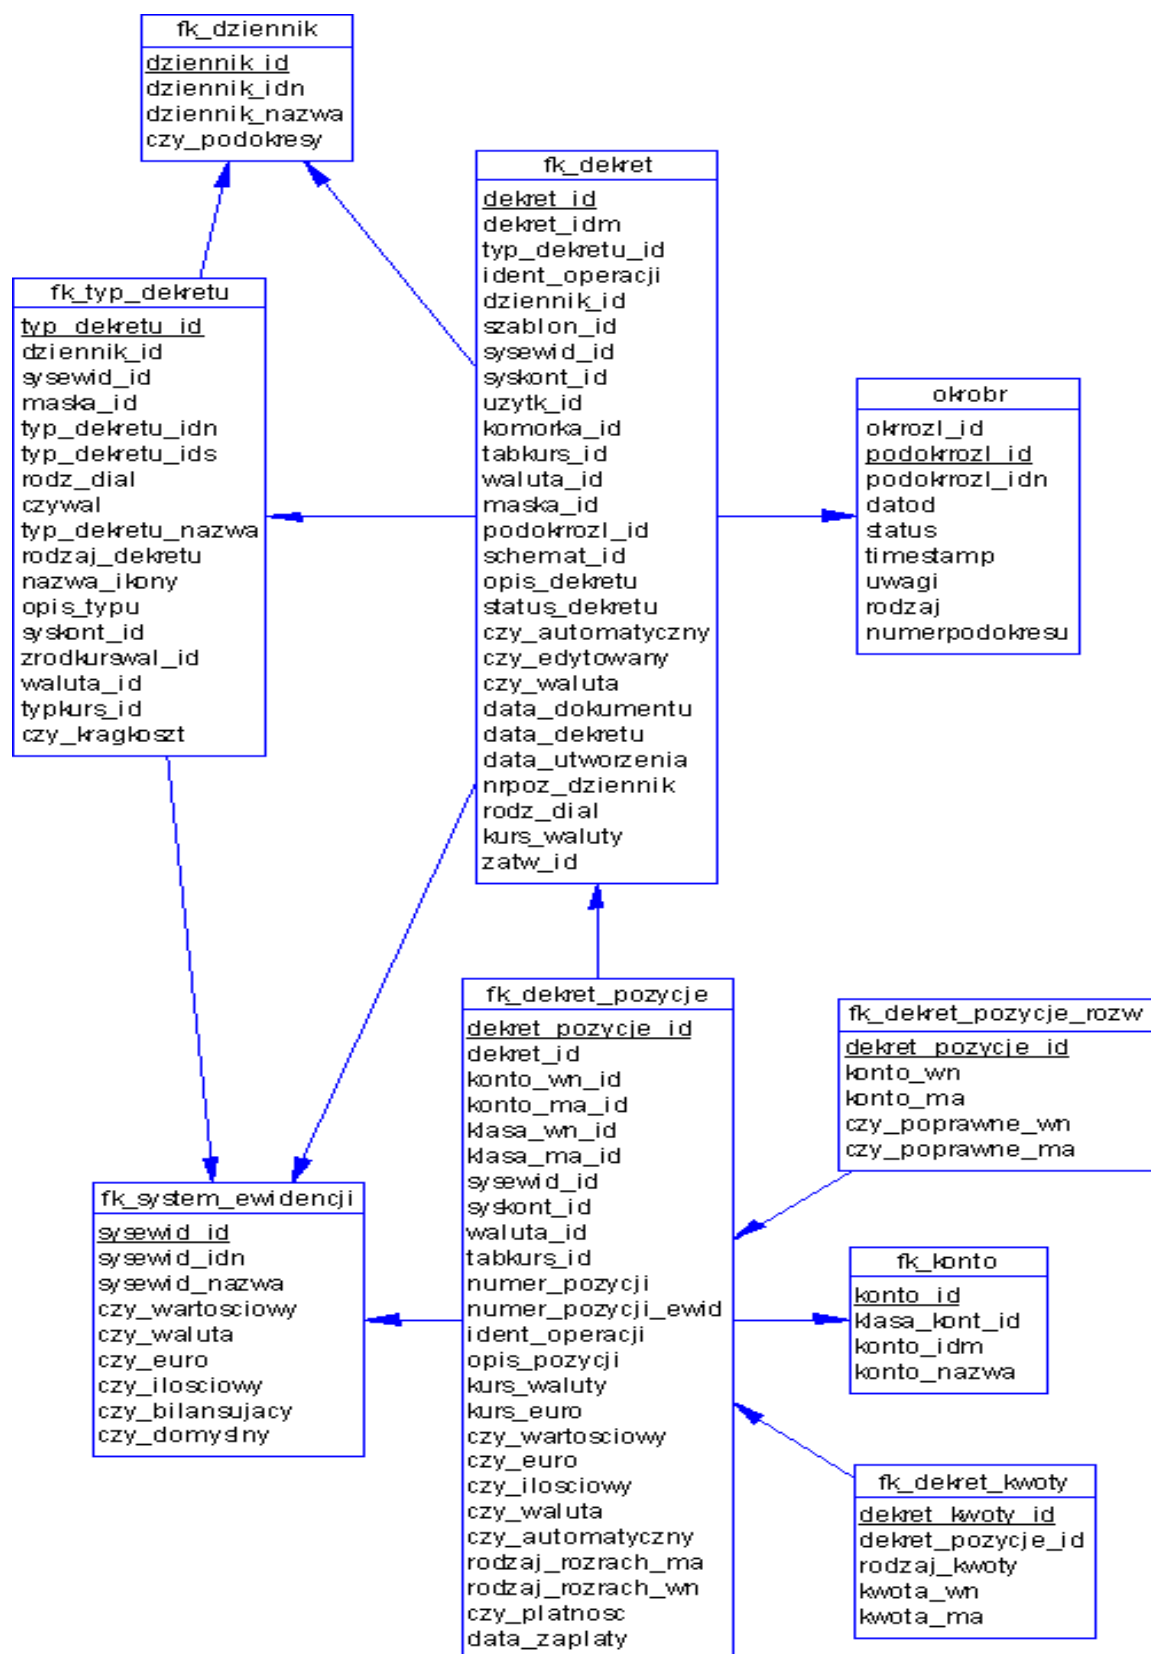 fk_dziennik
dziennik_id
dziennik_idn
dziennik_nazwa
czy_podokresy
fk_dekret
dekret_id
dekret_idm
typ_dekretu_id
ident_operacji
dziennik_id
szablon_id
sysewid_id
syskont_id
uzytk_id
komorka_id
tabkurs_id
waluta_id
maska_id
podokrrozl_id
schemat_id
opis_dekretu
status_dekretu
czy_automatyczny
czy_edytowany
czy_waluta
data_dokumentu
data_dekretu
data_utworzenia
nrpoz_dziennik
rodz_dial
kurs_waluty
zatw_id
fk_typ_dekretu
typ_dekretu_id
dziennik_id
sysewid_id
maska_id
typ_dekretu_idn
typ_dekretu_ids
rodz_dial
czywal
typ_dekretu_nazwa
rodzaj_dekretu
nazwa_ikony
opis_typu
syskont_id
zrodkurswal_id
waluta_id
typkurs_id
czy_kragkoszt
okrobr
okrrozl_id
podokrrozl_id
podokrrozl_idn
datod
status
timestamp
uwagi
rodzaj
numerpodokresu
fk_dekret_pozycje
dekret_pozycje_id
dekret_id
konto_wn_id
konto_ma_id
klasa_wn_id
klasa_ma_id
sysewid_id
syskont_id
waluta_id
tabkurs_id
numer_pozycji
numer_pozycji_ewid
ident_operacji
opis_pozycji
kurs_waluty
kurs_euro
czy_wartosciowy
czy_euro
czy_ilosciowy
czy_waluta
czy_automatyczny
rodzaj_rozrach_ma
rodzaj_rozrach_wn
czy_platnosc
data_zaplaty
fk_dekret_pozycje_rozw
dekret_pozycje_id
konto_wn
konto_ma
czy_poprawne_wn
czy_poprawne_ma
fk_system_ewidencji
sysewid_id
sysewid_idn
sysewid_nazwa
czy_wartosciowy
czy_waluta
czy_euro
czy_ilosciowy
czy_bilansujacy
czy_domyslny
fk_konto
konto_id
klasa_kont_id
konto_idm
konto_nazwa
fk_dekret_kwoty
dekret_kwoty_id
dekret_pozycje_id
rodzaj_kwoty
kwota_wn
kwota_ma